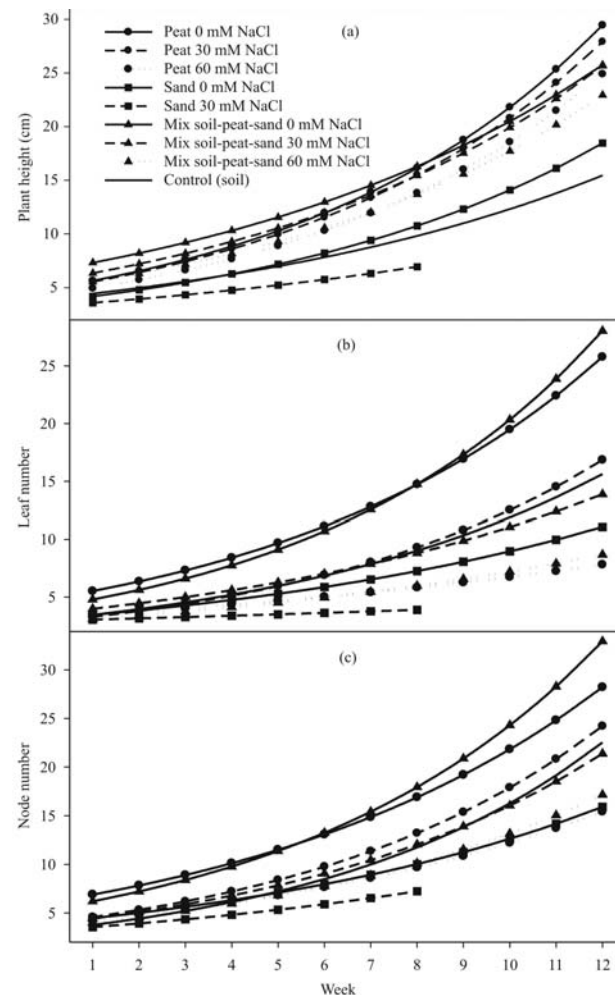 30
25
20
15
10
5
Plant height (cm)
(a)
Peat 0 mM NaCl
Peat 30 mM NaCl
Peat 60 mM NaCl
Sand 0 mM NaCl
Sand 30 mM NaCl
Mix soil-peat-sand 0 mM NaCl
Mix soil-peat-sand 30 mM NaCl
Mix soil-peat-sand 60 mM NaCl
Control (soil)
25
20
15
10
5
Leaf number
(b)
30
25
20
15
10
5
Node number
(c)
1 2 3 4 5 6 7 8 9 10 11 12
Week